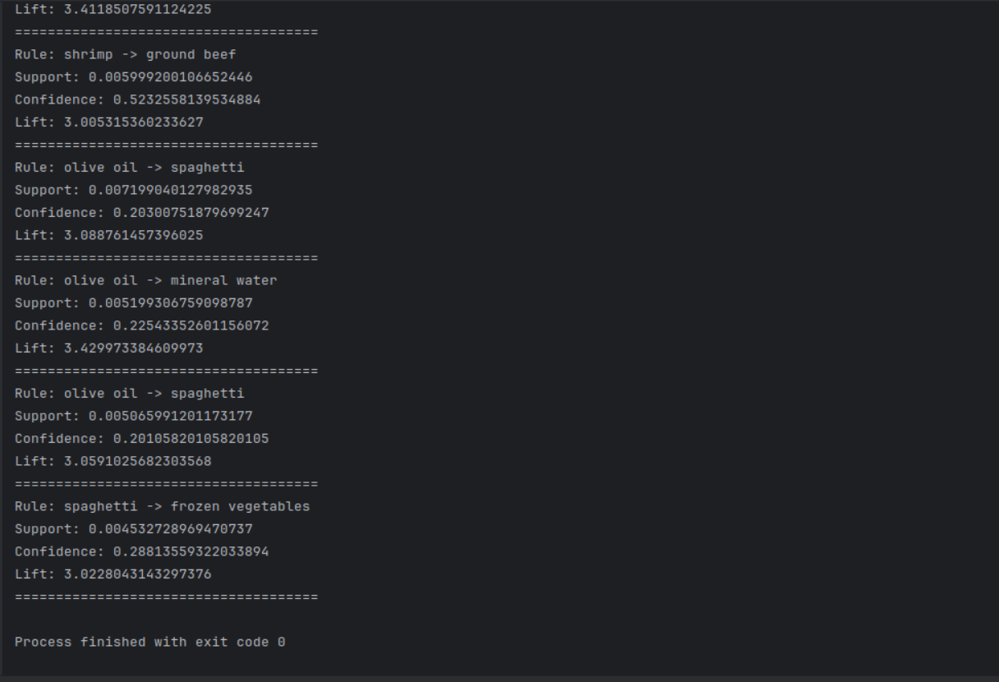 Lift: 3.4118507591124225
=====================================
Rule: shrimp -> ground beef
Support: 0.005999200106652446
Confidence: 0.5232558139534884
Lift: 3.005315360233627
=====================================
Rule: olive oil -> spaghetti
Support: 0.007199040127982935
Confidence: 0.20300751879699247
Lift: 3.088761457396025
=====================================
Rule: olive oil -> mineral water
Support: 0.005199306759098787
Confidence: 0.22543352601156072
Lift: 3.429973384609973
=====================================
Rule: olive oil -> spaghetti
Support: 0.005065991201173177
Confidence: 0.20105820105820105
Lift: 3.0591025682303568
=====================================
Rule: spaghetti -> frozen vegetables
Support: 0.004532728969470737
Confidence: 0.28813559322033894
Lift: 3.0228043143297376
=====================================
Process finished with exit code 0